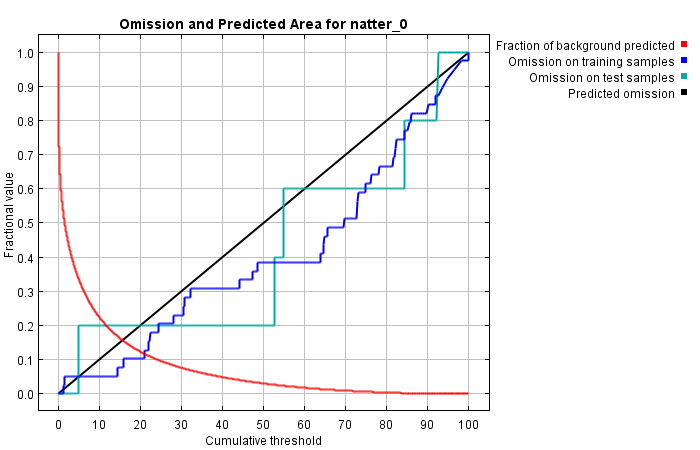 Omission and Predicted Area for natter_0
Fraction of background predicted
Omission on training samples
Omission on test samples
Predicted omission
Fractional value
1.0
0.9
0.8
0.7
0.6
0.5
0.4
0.3
0.2
0.1
0.0
0 10 20 30 40 50 60 70 80 90 100
Cumulative threshold